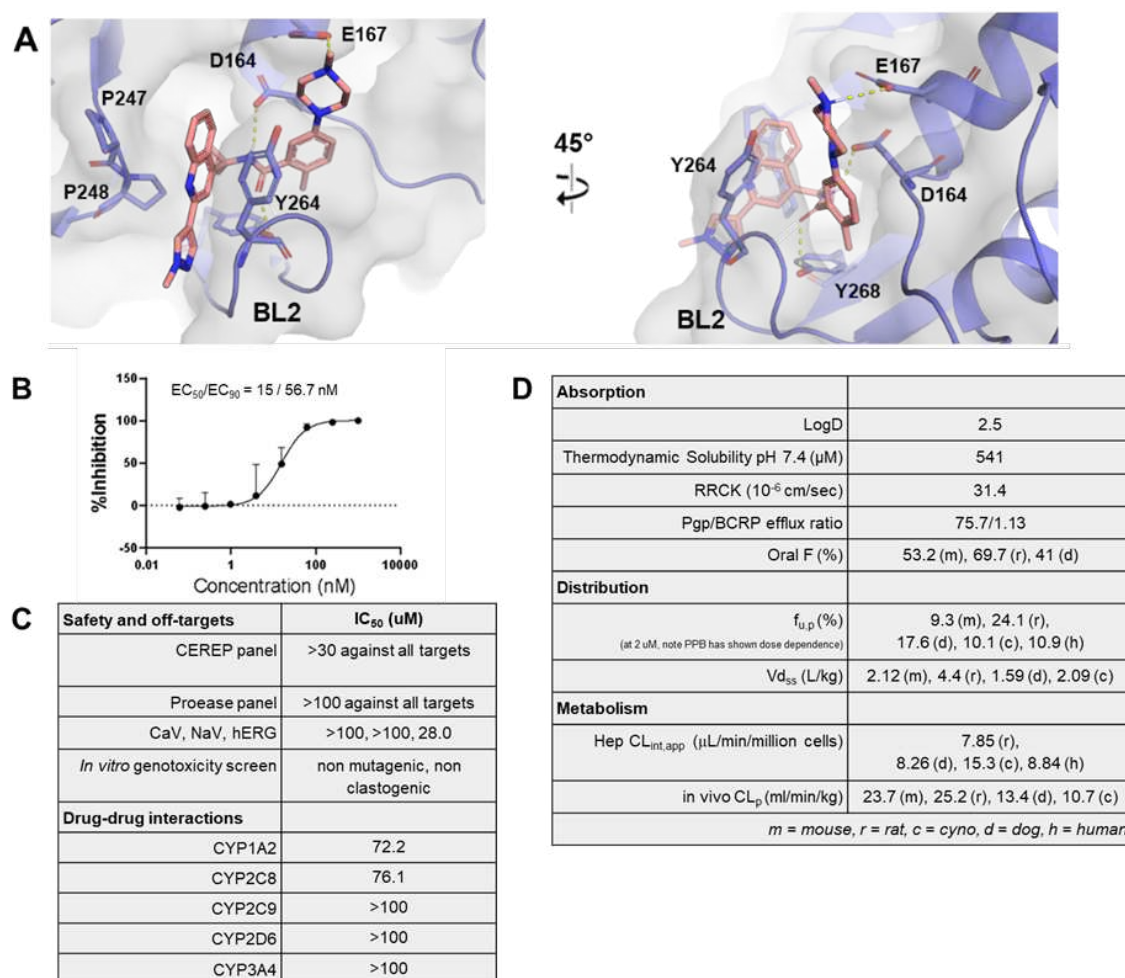 A
E167
D164
P247
P248
Y264
BL2
45°
E167
Y264
D164
Y268
BL2
B
EC50/EC90 = 15 / 56.7 nM
%Inhibition
150
100
50
0
-50
0.01
1
100
10000
Concentration (nM)
C
Safety and off-targets IC50 (uM)
CEREP panel >30 against all targets
Proease panel >100 against all targets
CaV, NaV, hERG >100, >100, 28.0
In vitro genotoxicity screen non mutagenic, non
clastogenic
Drug-drug interactions
CYP1A2 72.2
CYP2C8 76.1
CYP2C9 >100
CYP2D6 >100
CYP3A4 >100
D
Absorption
LogD 2.5
Thermodynamic Solubility pH 7.4 (µM) 541
RRCK (10-6 cm/sec) 31.4
Pgp/BCRP efflux ratio 75.7/1.13
Oral F (%) 53.2 (m), 69.7 (r), 41 (d)
Distribution
fu,p (%) 9.3 (m), 24.1 (r),
(at 2 uM, note PPB has shown dose dependence) 17.6 (d), 10.1 (c), 10.9 (h)
Vdss (L/kg) 2.12 (m), 4.4 (r), 1.59 (d), 2.09 (c)
Metabolism
Hep CLint,app (µL/min/million cells) 7.85 (r),
8.26 (d), 15.3 (c), 8.84 (h)
in vivo CLp (ml/min/kg) 23.7 (m), 25.2 (r), 13.4 (d), 10.7 (c)
m = mouse, r = rat, c = cyno, d = dog, h = human